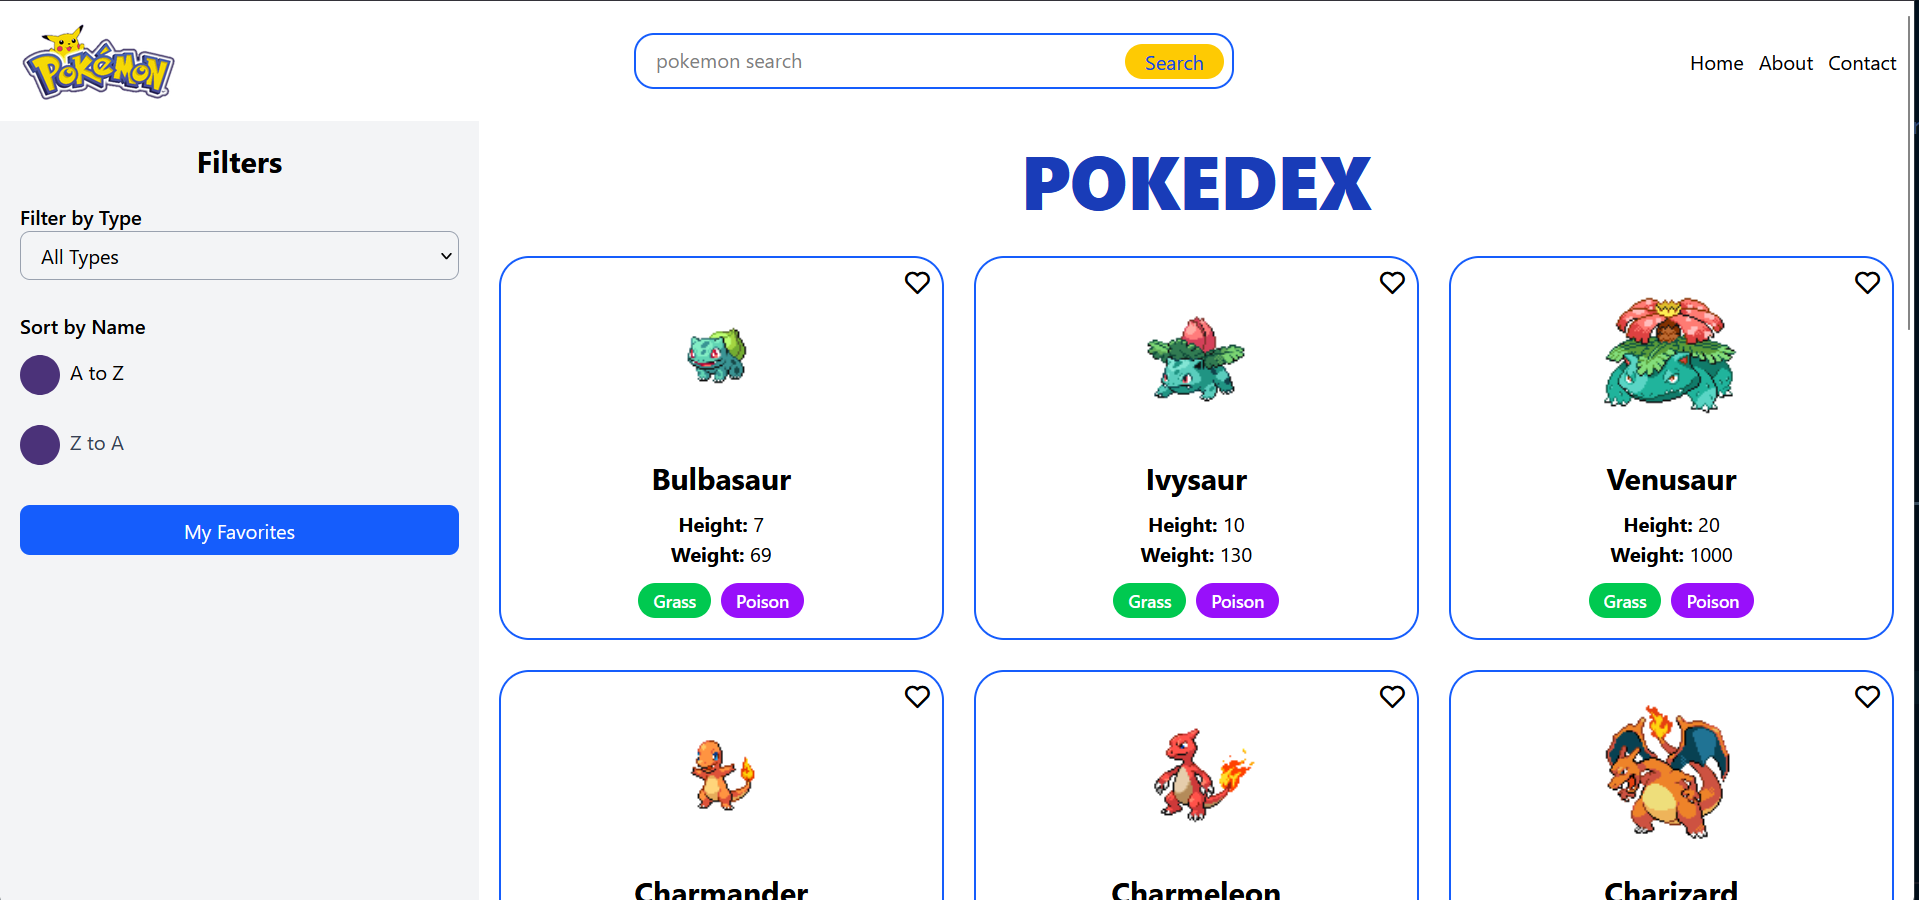 POKéMON
pokemon search
Search
Home About Contact
Filters
Filter by Type
All Types
Sort by Name
A to Z
Z to A
My Favorites
POKEDEX
Bulbasaur
Height: 7
Weight: 69
Grass Poison
Ivysaur
Height: 10
Weight: 130
Grass Poison
Venusaur
Height: 20
Weight: 1000
Grass Poison
Charmander
Charmeleon
Charizard